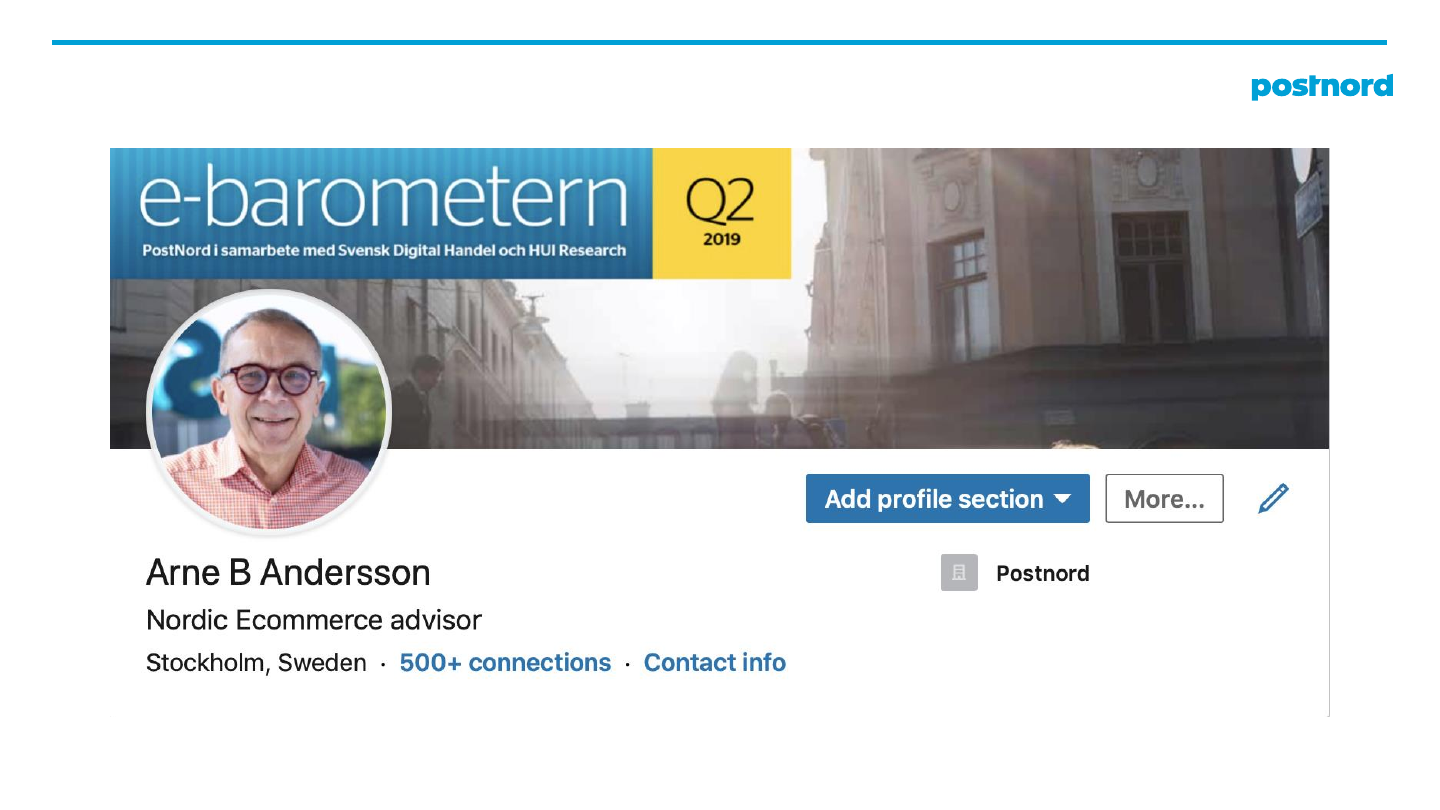 postnord
e-barometern
PostNord i samarbete med Svensk Digital Handel och HUI Research
Q2
2019
Add profile section
More...
Arne B Andersson
Postnord
Nordic Ecommerce advisor
Stockholm, Sweden · 500+ connections · Contact info